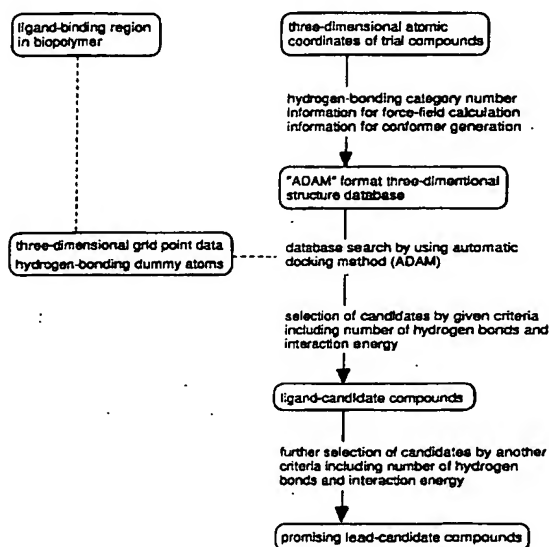 ligand-binding region
in biopolymer
three-dimensional atomic
coordinates of trial compounds
hydrogen-bonding category number
information for force-field calculation
information for conformer generation
"ADAM" format three-dimentional
structure database
three-dimensional grid point data
hydrogen-bonding dummy atoms
database search by using automatic
docking method (ADAM)
selection of candidates by given criteria
including number of hydrogen bonds and
interaction energy
ligand-candidate compounds
further selection of candidates by another
criteria including number of hydrogen
bonds and interaction energy
promising lead-candidate compounds